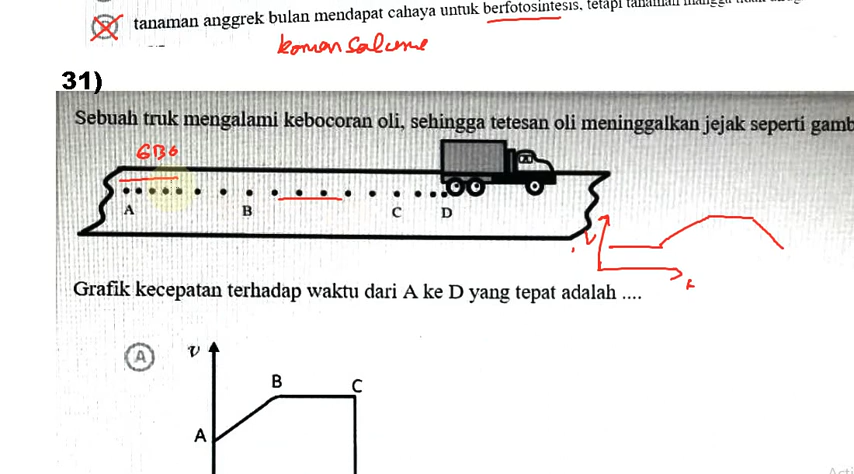 tanaman anggrek bulan mendapat cahaya untuk berfotosintesis, tetapi tanaman
komensalisme
31)
Sebuah truk mengalami kebocoran oli, sehingga tetesan oli meninggalkan jejak seperti gamb
GBB
A B C D
v
t
Grafik kecepatan terhadap waktu dari A ke D yang tepat adalah ....
A
v
B
C
A